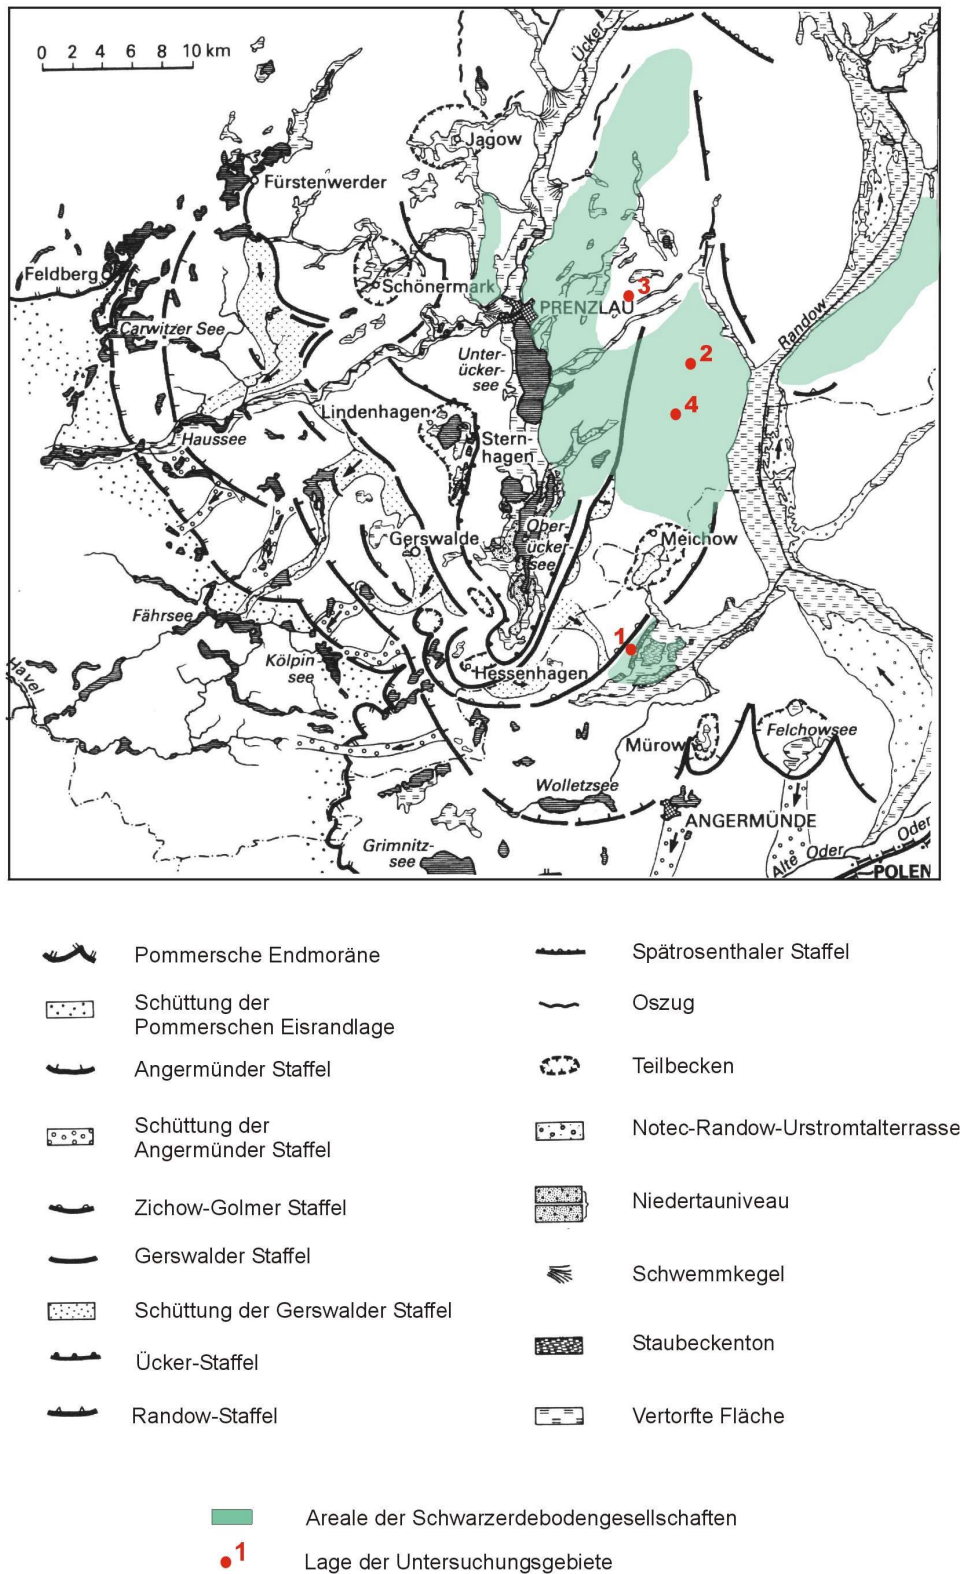 0 2 4 6 8 10 km
Ücker
Jagow
Fürstenwerder
Feldberg
Schönermark
3
PRENZLAU
Carwitzer See
Randow
Unter-
ücker-
see
2
4
Lindenhagen
Haussee
Stern-
hagen
Gerswalde
Ober-
ücker-
see
Meichow
Fährsee
1
Kölpin-
see
Havel
Hessenhagen
Mürow
Felchowsee
Wolletzsee
ANGERMÜNDE
Grimnitz-
see
Alte Oder
Oder
POLEN
Pommersche Endmoräne
Schüttung der
Pommerschen Eisrandlage
Angermünder Staffel
Schüttung der
Angermünder Staffel
Zichow-Golmer Staffel
Gerswalder Staffel
Schüttung der Gerswalder Staffel
Ücker-Staffel
Randow-Staffel
Spätrosenthaler Staffel
Oszug
Teilbecken
Notec-Randow-Urstromtalterrasse
Niedertauniveau
Schwemmkegel
Staubeckenton
Vertorfte Fläche
Areale der Schwarzerdebodengesellschaften
1 Lage der Untersuchungsgebiete